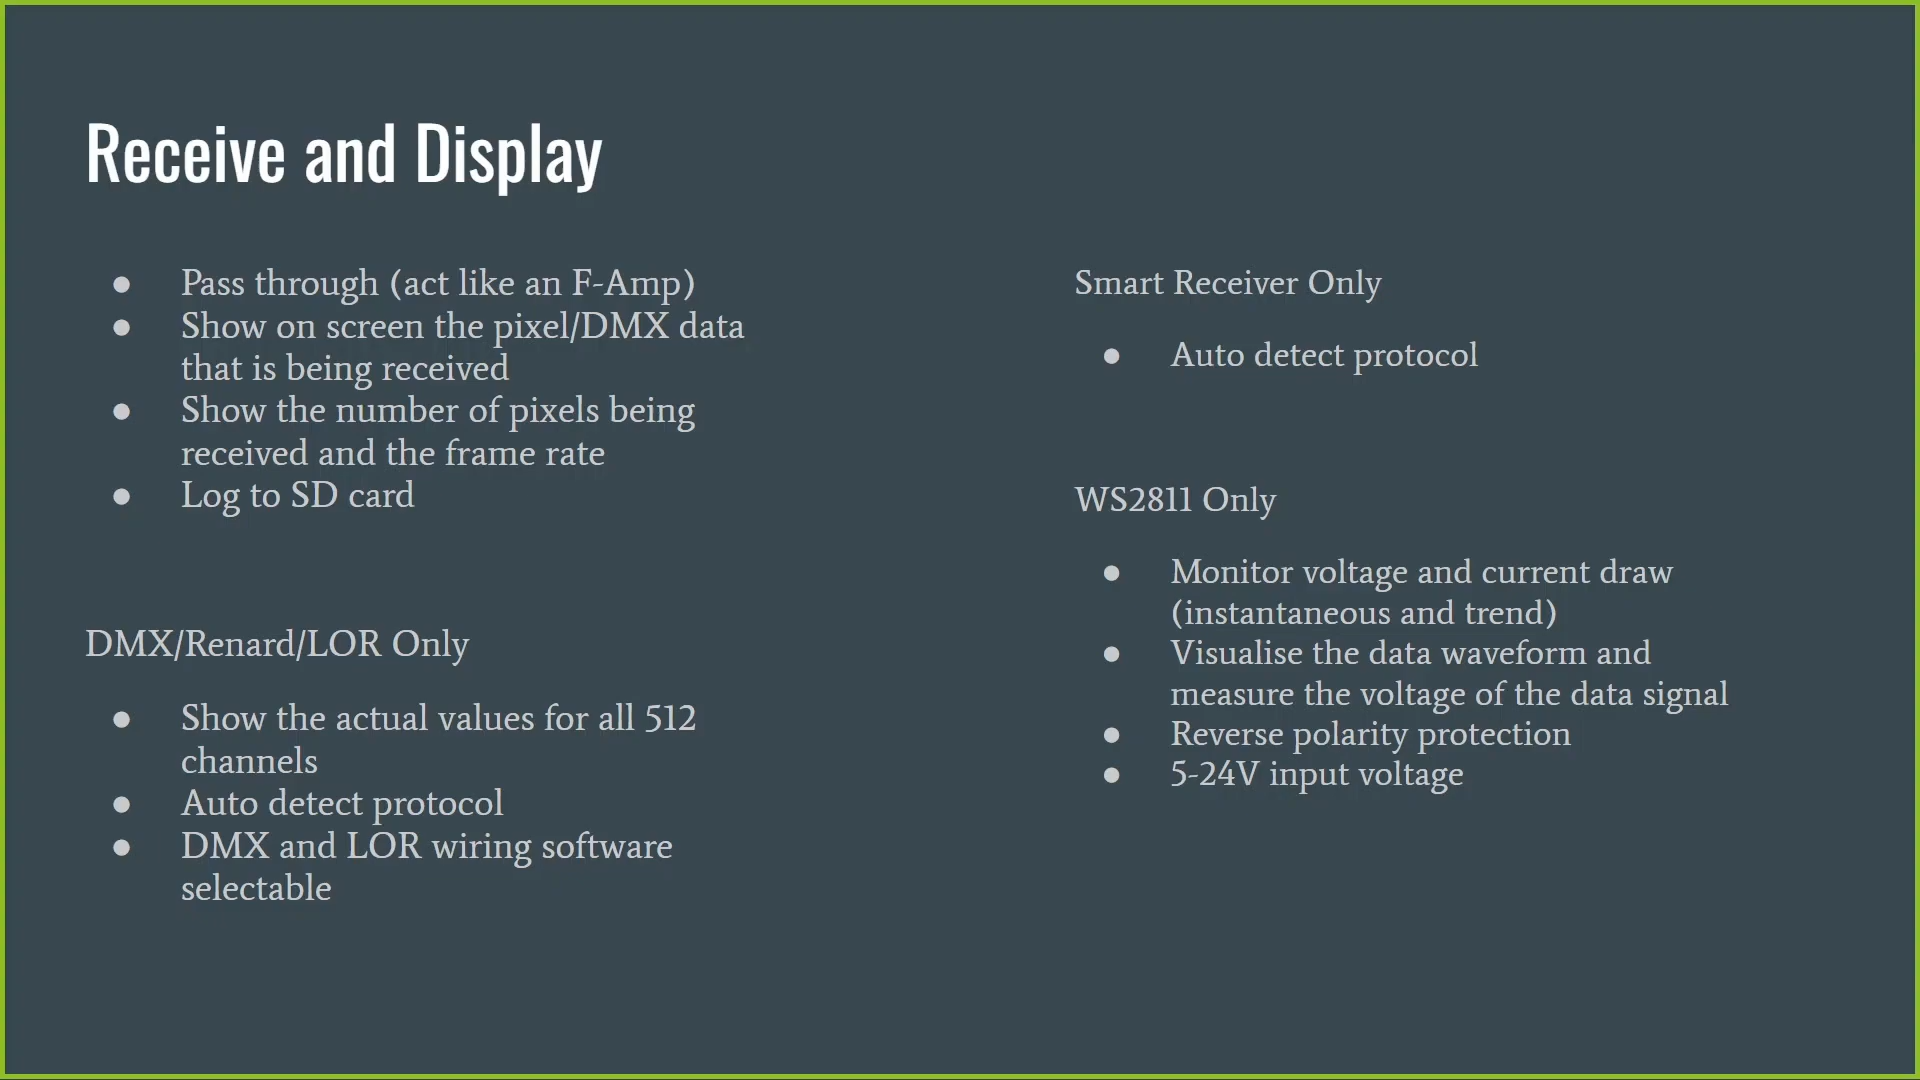 Receive and Display
● Pass through (act like an F-Amp)
● Show on screen the pixel/DMX data
that is being received
● Show the number of pixels being
received and the frame rate
● Log to SD card
DMX/Renard/LOR Only
● Show the actual values for all 512
channels
● Auto detect protocol
● DMX and LOR wiring software
selectable
Smart Receiver Only
● Auto detect protocol
WS2811 Only
● Monitor voltage and current draw
(instantaneous and trend)
● Visualise the data waveform and
measure the voltage of the data signal
● Reverse polarity protection
● 5-24V input voltage